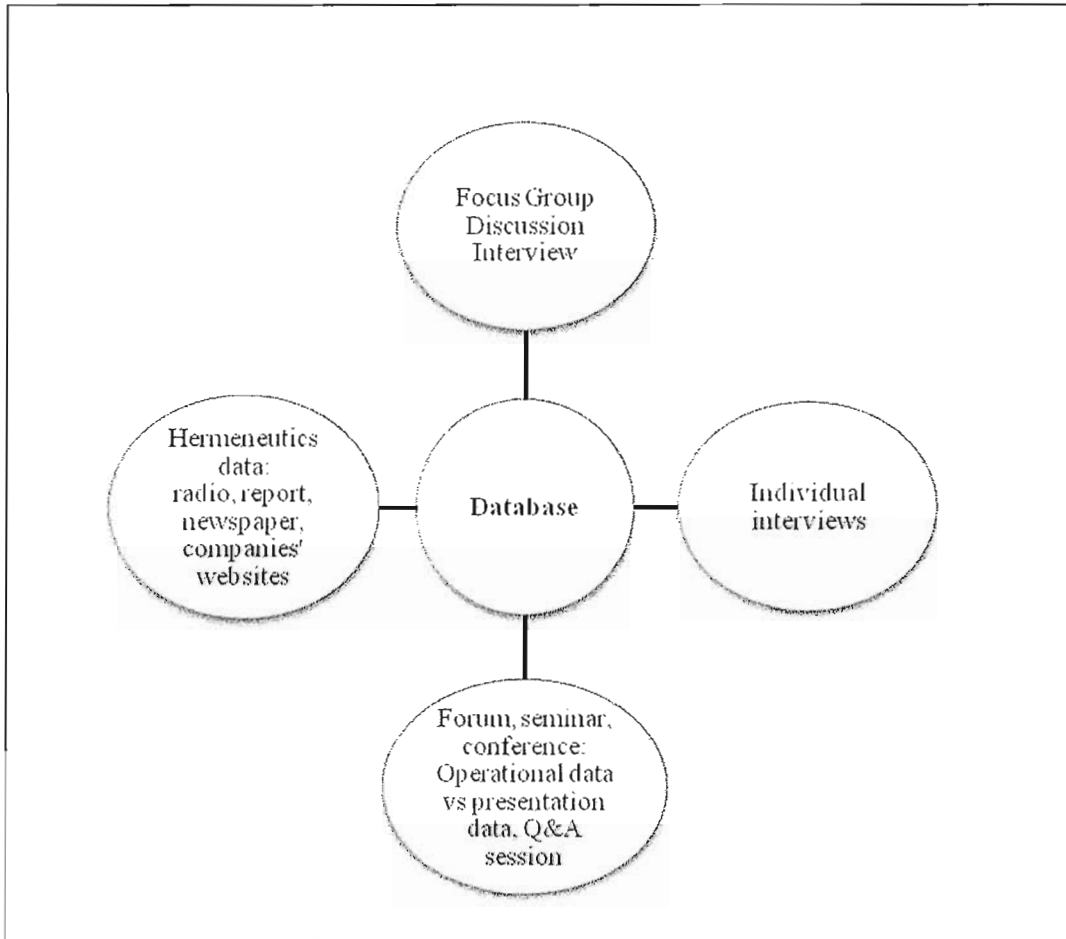 Focus Group
Discussion
Interview
Hermeneutics
data:
radio, report,
newspaper,
companies'
websites
Database
Individual
interviews
Forum, seminar,
conference:
Operational data
vs presentation
data, Q&A
session